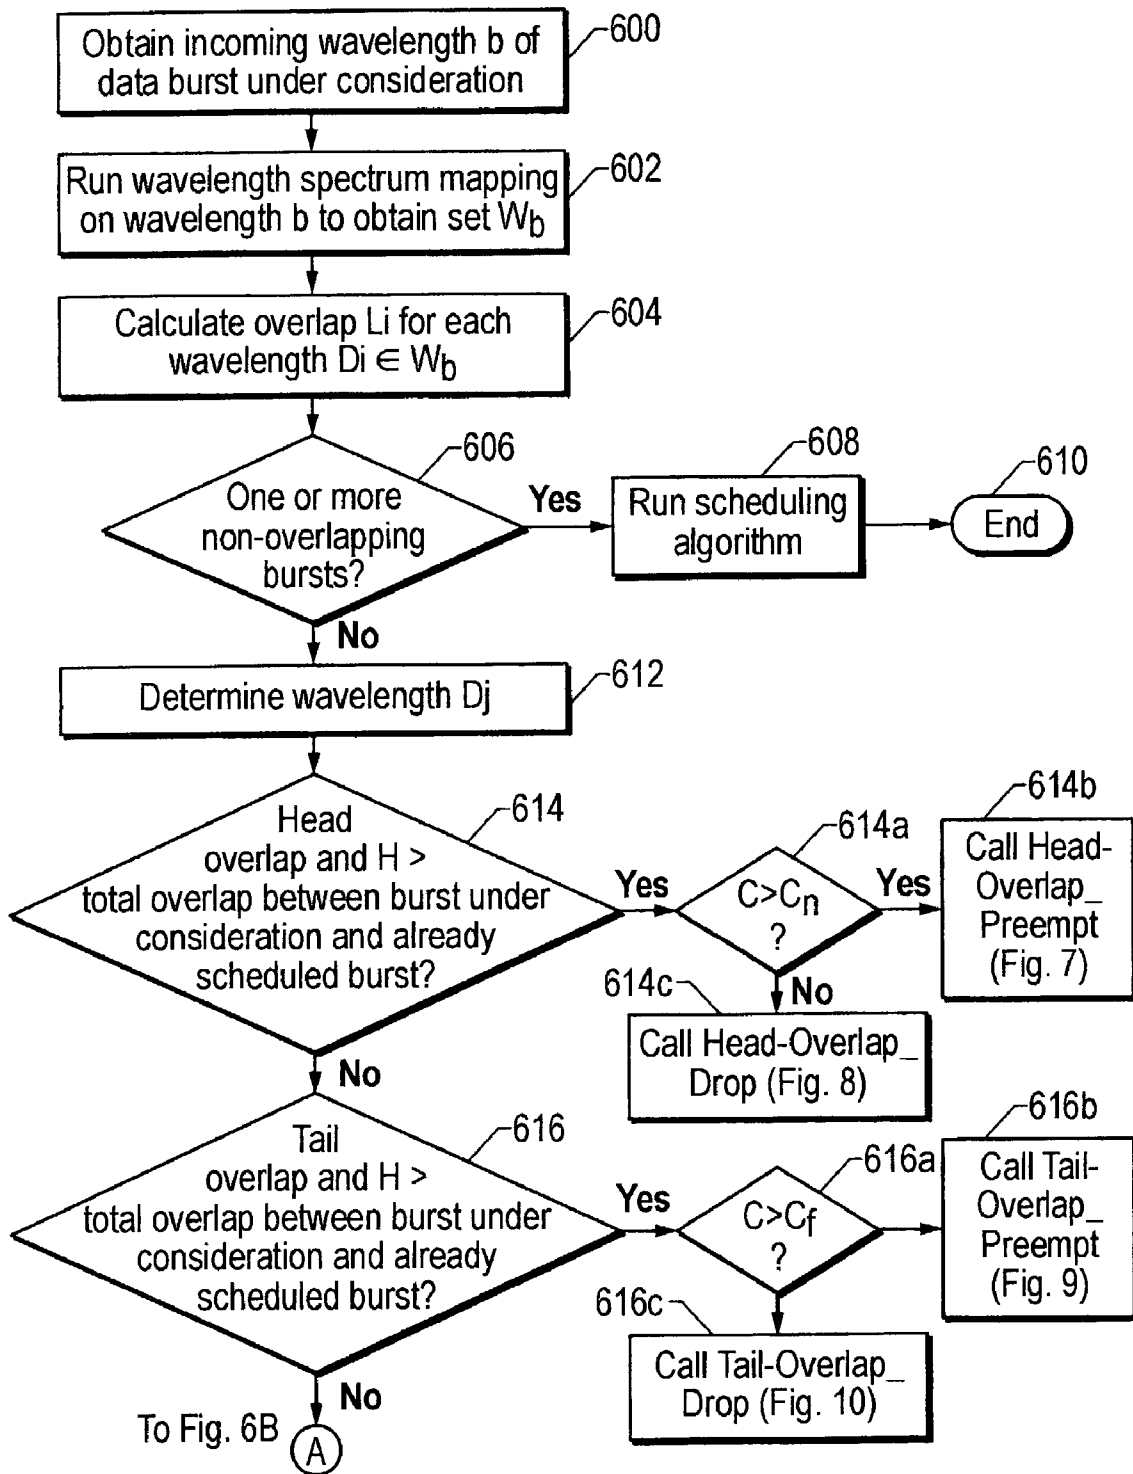 Obtain incoming wavelength b of
data burst under consideration
600
Run wavelength spectrum mapping
on wavelength b to obtain set Wb
602
Calculate overlap Li for each
wavelength Di ∈ Wb
604
One or more
non-overlapping
bursts?
606
Yes
Run scheduling
algorithm
608
End
610
No
Determine wavelength Dj
612
Head
overlap and H >
total overlap between burst under
consideration and already
scheduled burst?
614
Yes
C>Cn
?
614a
Yes
Call Head-
Overlap_
Preempt
(Fig. 7)
614b
No
614c
Call Head-Overlap_
Drop (Fig. 8)
No
Tail
overlap and H >
total overlap between burst under
consideration and already
scheduled burst?
616
Yes
C>Cf
?
616a
Call Tail-
Overlap_
Preempt
(Fig. 9)
616b
616c
Call Tail-Overlap_
Drop (Fig. 10)
No
To Fig. 6B
A